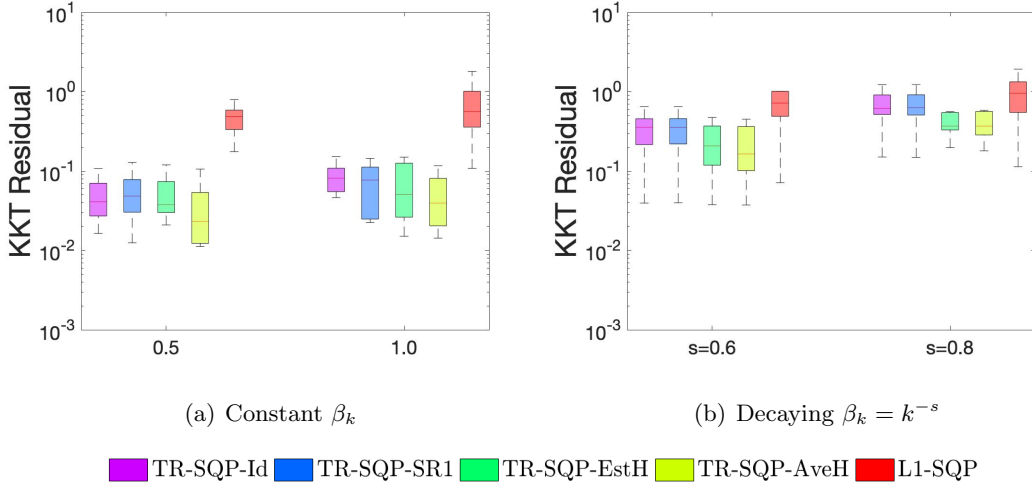 KKT Residual
10^1
10^0
10^{-1}
10^{-2}
10^{-3}
0.5 1.0
KKT Residual
10^1
10^0
10^{-1}
10^{-2}
10^{-3}
s=0.6 s=0.8
(a) Constant β_k
(b) Decaying β_k = k^{-s}
TR-SQP-Id TR-SQP-SR1 TR-SQP-EstH TR-SQP-AveH L1-SQP